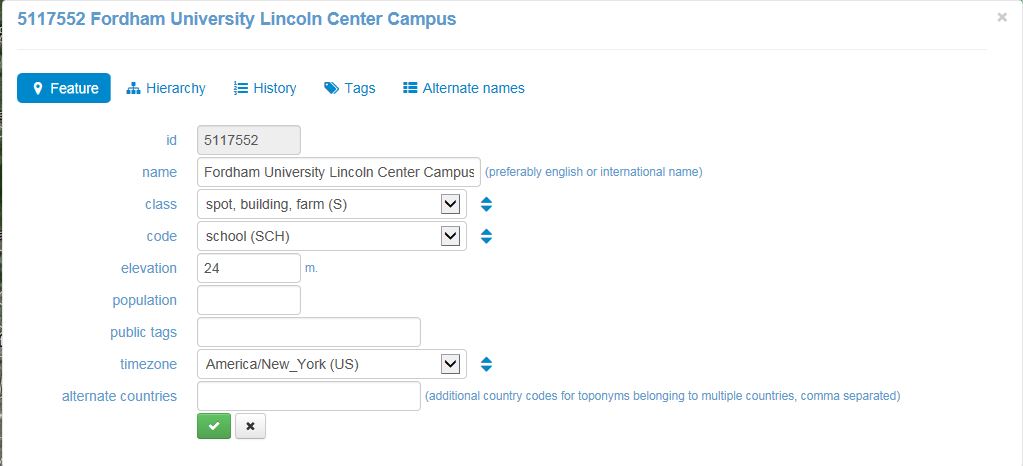 5117552 Fordham University Lincoln Center Campus ×
Feature Hierarchy History Tags Alternate names
id 5117552
name Fordham University Lincoln Center Campus (preferably english or international name)
class spot, building, farm (S)
code school (SCH)
elevation 24 m.
population
public tags
timezone America/New_York (US)
alternate countries (additional country codes for toponyms belonging to multiple countries, comma separated)